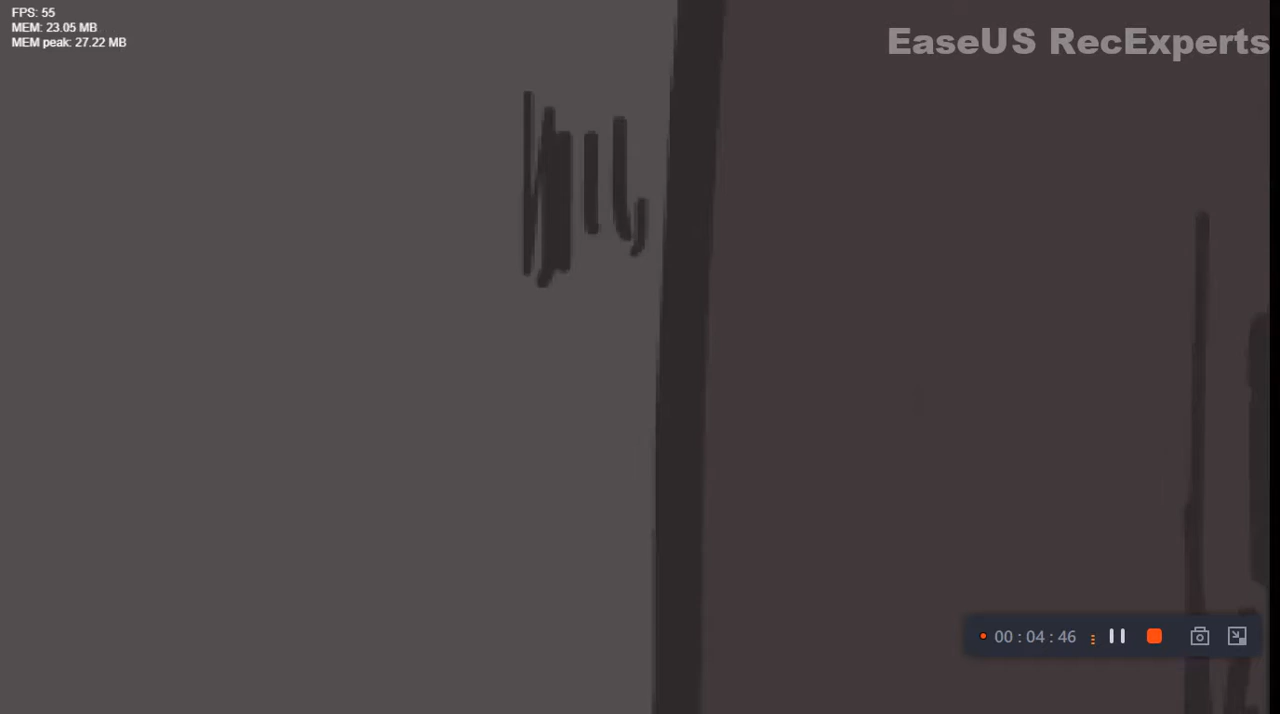 FPS: 55
MEM: 23.05 MB
MEM peak: 27.22 MB
EaseUS RecExperts
00 : 04 : 46